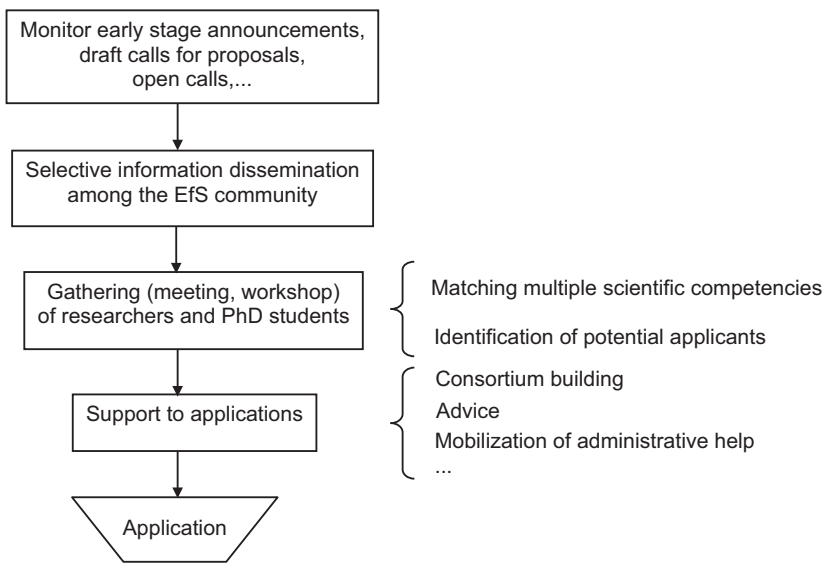 Monitor early stage announcements,
draft calls for proposals,
open calls,...
Selective information dissemination
among the EfS community
Gathering (meeting, workshop)
of researchers and PhD students
Matching multiple scientific competencies
Identification of potential applicants
Support to applications
Consortium building
Advice
Mobilization of administrative help
...
Application